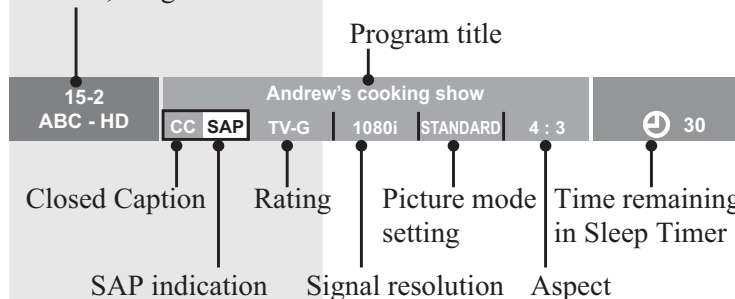 Program title
15-2
ABC - HD
Andrew's cooking show
CC SAP TV-G 1080i STANDARD 4 : 3
30
Closed Caption Rating Picture mode setting Time remaining in Sleep Timer
SAP indication Signal resolution Aspect